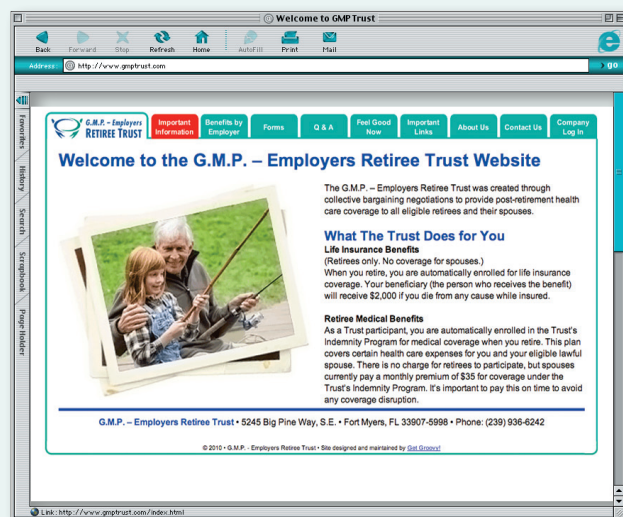 Welcome to GMPTrust
Back Forward Stop Refresh Home AutoFill Print Mail
Address http://www.gmptrust.com go
Favorites
History
Search
Scrapbook
Page Holder
G.M.P. – Employers
RETIREE TRUST
Important
Information
Benefits by
Employer
Forms
Q & A
Feel Good
Now
Important
Links
About Us
Contact Us
Company
Log In
Welcome to the G.M.P. – Employers Retiree Trust Website
The G.M.P. – Employers Retiree Trust was created through
collective bargaining negotiations to provide post-retirement health
care coverage to all eligible retirees and their spouses.
What The Trust Does for You
Life Insurance Benefits
(Retirees only. No coverage for spouses.)
When you retire, you are automatically enrolled for life insurance
coverage. Your beneficiary (the person who receives the benefit)
will receive $2,000 if you die from any cause while insured.
Retiree Medical Benefits
As a Trust participant, you are automatically enrolled in the Trust's
Indemnity Program for medical coverage when you retire. This plan
covers certain health care expenses for you and your eligible lawful
spouse. There is no charge for retirees to participate, but spouses
currently pay a monthly premium of $35 for coverage under the
Trust's Indemnity Program. It's important to pay this on time to avoid
any coverage disruption.
G.M.P. – Employers Retiree Trust • 5245 Big Pine Way, S.E. • Fort Myers, FL 33907-5998 • Phone: (239) 936-6242
© 2010 • G.M.P. - Employers Retiree Trust • Site designed and maintained by Get Groovy!
Link: http://www.gmptrust.com/index.html